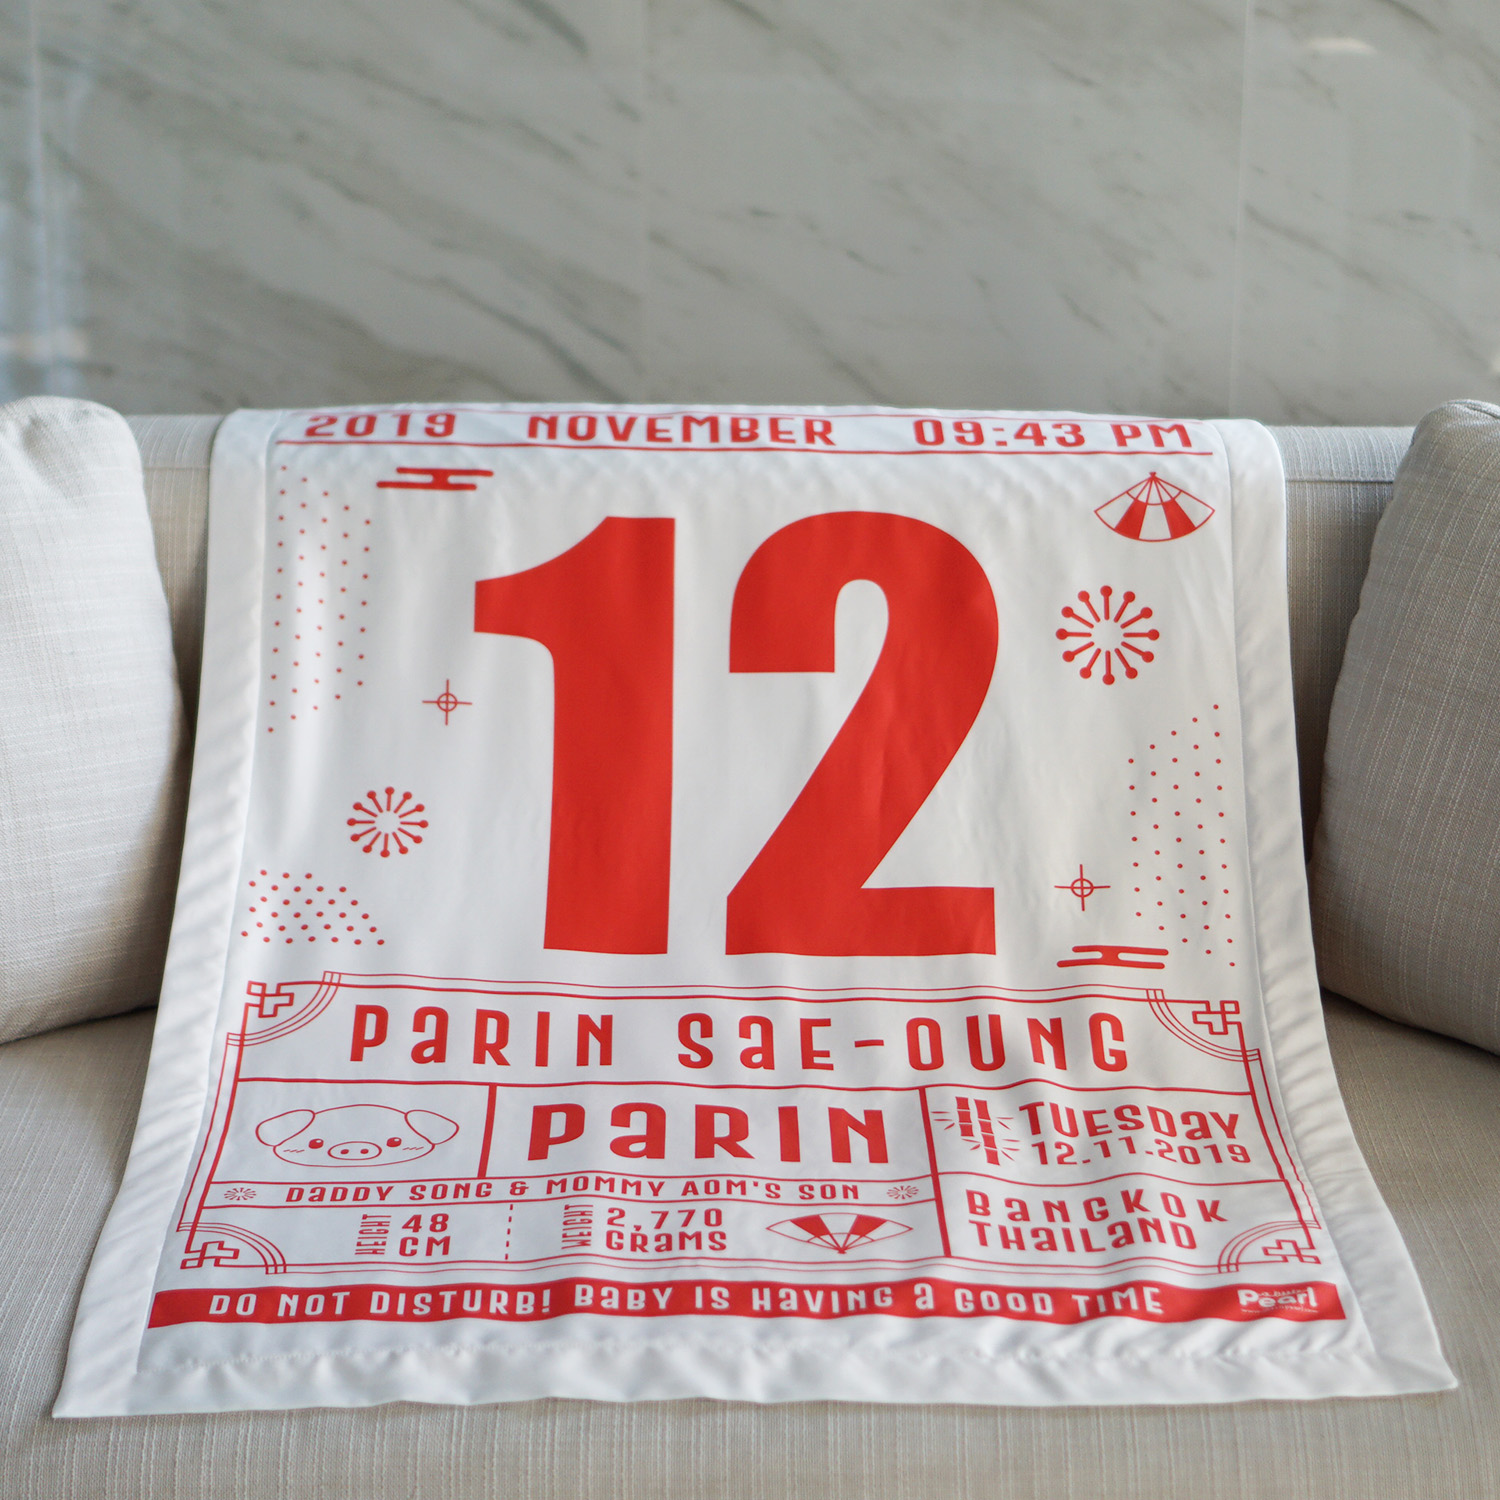 2019 NOVEMBER 09:43 PM
12
PaRIN SaE-OUNG
PaRIN
TUESDaY
12.11.2019
DaDDY SONG & MOMMY AOM'S SON
HEIGHT 48 CM
WEIGHT 2,770 GRaMS
BaNGKOK
THaILaND
DO NOT DISTURB! BaBY IS HaVING a GOOD TIME
Pearl